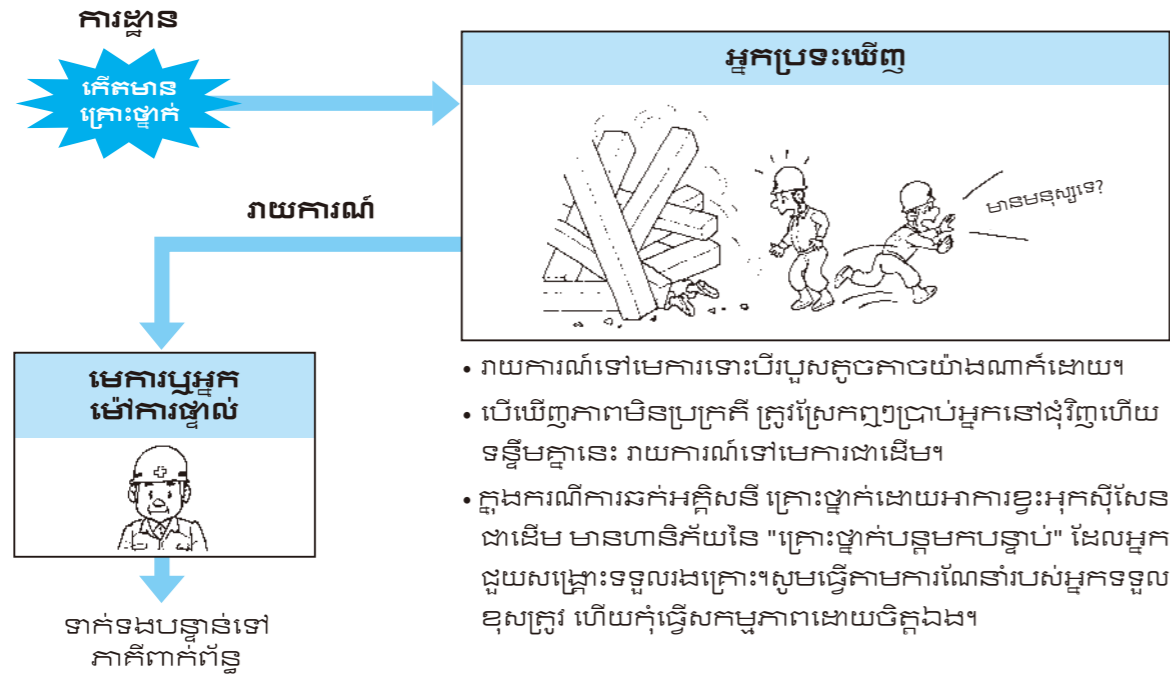 ការដ្ឋាន
កើតមាន
គ្រោះថ្នាក់
អ្នកប្រទះឃើញ
មានមនុស្សទេ?
រាយការណ៍
មេការឬអ្នក
ម៉ៅការផ្ទាល់
ទាក់ទងបន្ទាន់ទៅ
ភាគីពាក់ព័ន្ធ
• រាយការណ៍ទៅមេការទោះបីរបួសតូចតាចយ៉ាងណាក៏ដោយ។
• បើឃើញភាពមិនប្រក្រតី ត្រូវស្រែកឮៗប្រាប់អ្នកនៅជុំវិញហើយ
ទន្ទឹមគ្នានេះ រាយការណ៍ទៅមេការជាដើម។
• ក្នុងករណីការឆក់អគ្គិសនី គ្រោះថ្នាក់ដោយអាការខ្វះអុកស៊ីសែន
ជាដើម មានហានិភ័យនៃ "គ្រោះថ្នាក់បន្តមកបន្ទាប់" ដែលអ្នក
ជួយសង្គ្រោះទទួលរងគ្រោះ។សូមធ្វើតាមការណែនាំរបស់អ្នកទទួល
ខុសត្រូវ ហើយកុំធ្វើសកម្មភាពដោយចិត្តឯង។